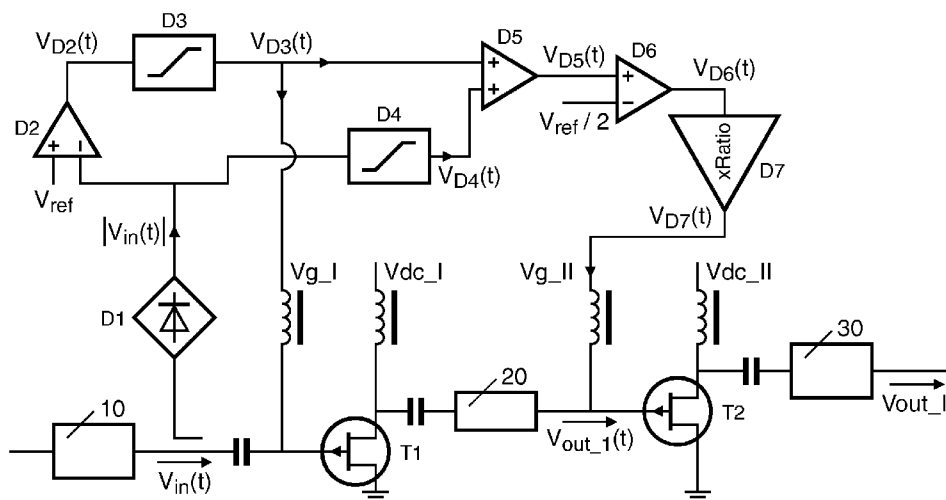 D3
V_D2(t)
V_D3(t)
D5
V_D5(t)
D6
V_D6(t)
+
+
+
−
D2
+
−
D4
V_ref / 2
xRatio
D7
V_ref
V_D4(t)
|V_in(t)|
V_D7(t)
Vg_I
Vdc_I
Vg_II
Vdc_II
D1
30
20
10
T2
Vout_I
T1
V_out_1(t)
V_in(t)